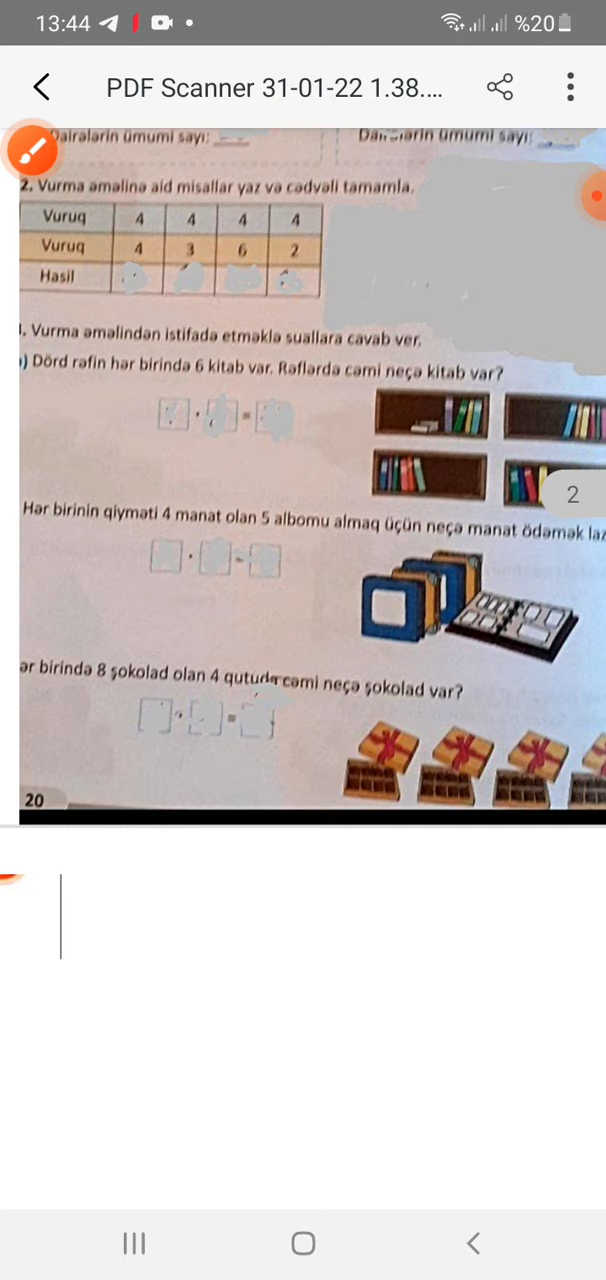 13:44 %20
PDF Scanner 31-01-22 1.38....
Dairələrin ümumi sayı:
ümumi sayı:
2. Vurma əməlinə aid misallar yaz və cədvəli tamamla.
Vuruq 4 4 4 4
Vuruq 4 3 6 2
Hasil
. Vurma əməlindən istifadə etməklə suallara cavab ver.
) Dörd rəfin hər birində 6 kitab var. Rəflərdə cəmi neçə kitab var?
· =
2
Hər birinin qiyməti 4 manat olan 5 albomu almaq üçün neçə manat ödəmək laz
· =
ər birində 8 şokolad olan 4 qutuda cəmi neçə şokolad var?
· =
20